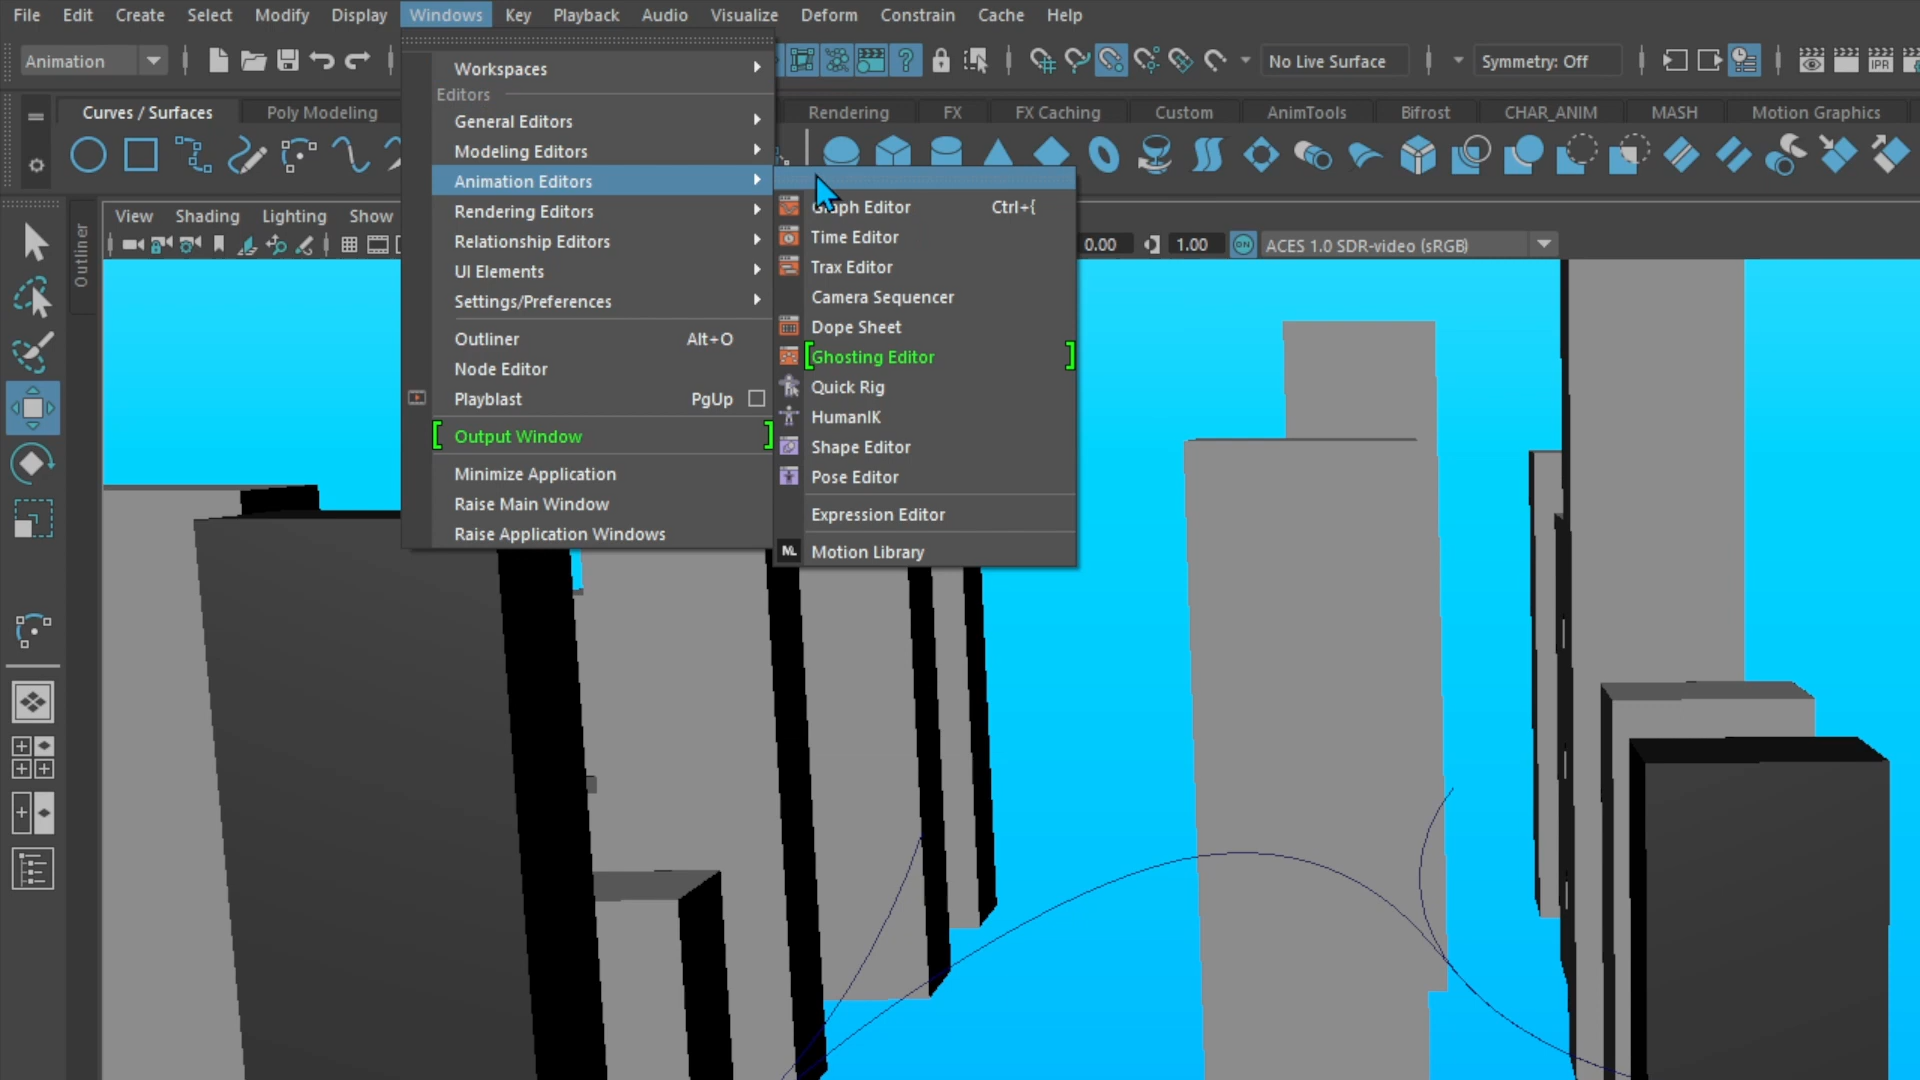 File Edit Create Select Modify Display Windows Key Playback Audio Visualize Deform Constrain Cache Help
Animation No Live Surface Symmetry: Off
IPR
Curves / Surfaces Poly Modeling Rendering FX FX Caching Custom AnimTools Bifrost CHAR_ANIM MASH Motion Graphics
View Shading Lighting Show
0.00 1.00 ON ACES 1.0 SDR-video (sRGB)
Outliner
Workspaces
Editors
General Editors
Modeling Editors
Animation Editors
Rendering Editors
Relationship Editors
UI Elements
Settings/Preferences
Outliner Alt+O
Node Editor
Playblast PgUp
Output Window
Minimize Application
Raise Main Window
Raise Application Windows
Graph Editor Ctrl+{
Time Editor
Trax Editor
Camera Sequencer
Dope Sheet
Ghosting Editor
Quick Rig
HumanIK
Shape Editor
Pose Editor
Expression Editor
ML Motion Library